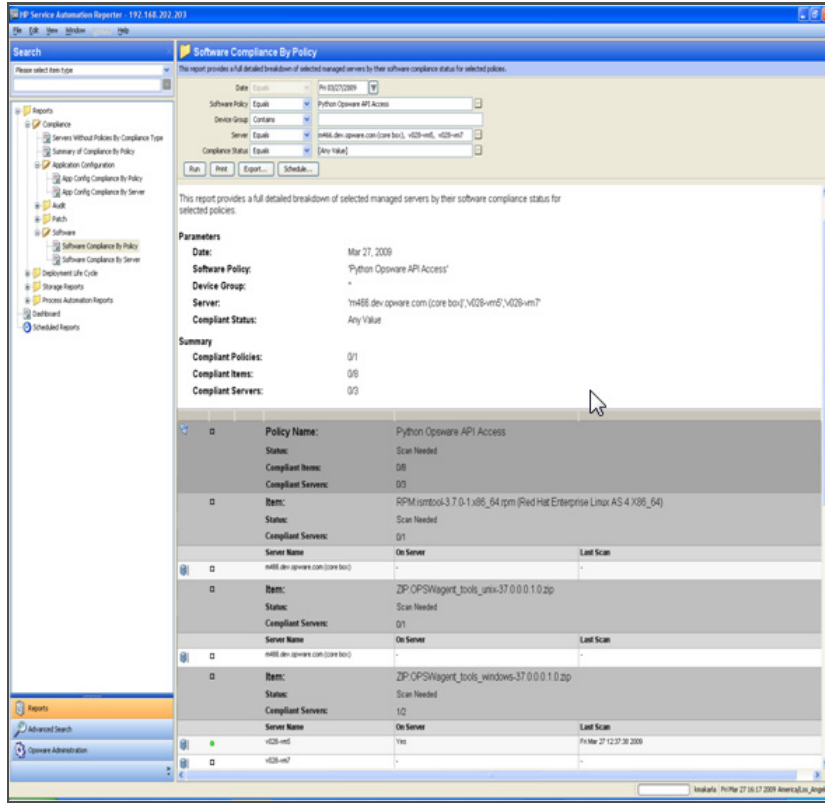 HP Service Automation Reporter - 192.168.202.203
File Edit View Window Help
Search
Please select item type
Reports
Compliance
Servers Without Policies By Compliance Type
Summary of Compliance By Policy
Application Configuration
App Config Compliance By Policy
App Config Compliance By Server
Audit
Patch
Software
Software Compliance By Policy
Software Compliance By Server
Deployment Life Cycle
Storage Reports
Process Automation Reports
Dashboard
Scheduled Reports
Reports
Advanced Search
Opsware Administration
Software Compliance By Policy
This report provides a full detailed breakdown of selected managed servers by their software compliance status for selected policies.
Date Equals Fri 03/27/2009
Software Policy Equals Python Opsware API Access
Device Group Contains
Server Equals m466.dev.opware.com (core box), v028-vm5, v028-vm7
Compliance Status Equals [Any Value]
Run Print Export... Schedule...
This report provides a full detailed breakdown of selected managed servers by their software compliance status for
selected policies.
Parameters
Date: Mar 27, 2009
Software Policy: 'Python Opsware API Access'
Device Group: *
Server: 'm466.dev.opware.com (core box)','v028-vm5','v028-vm7'
Compliant Status: Any Value
Summary
Compliant Policies: 0/1
Compliant Items: 0/8
Compliant Servers: 0/3
Policy Name: Python Opsware API Access
Status: Scan Needed
Compliant Items: 0/8
Compliant Servers: 0/3
Item: RPM:ismtool-3.7.0-1.x86_64.rpm (Red Hat Enterprise Linux AS 4 X86_64)
Status: Scan Needed
Compliant Servers: 0/1
Server Name On Server Last Scan
m466.dev.opware.com (core box) - -
Item: ZIP:OPSWagent_tools_unix-37.0.0.0.1.0.zip
Status: Scan Needed
Compliant Servers: 0/1
Server Name On Server Last Scan
m466.dev.opware.com (core box) - -
Item: ZIP:OPSWagent_tools_windows-37.0.0.0.1.0.zip
Status: Scan Needed
Compliant Servers: 1/2
Server Name On Server Last Scan
v028-vm5 Yes Fri Mar 27 12:37:38 2009
v028-vm7 - -
Fri Mar 27 16:17 2009 America/Los_Angel